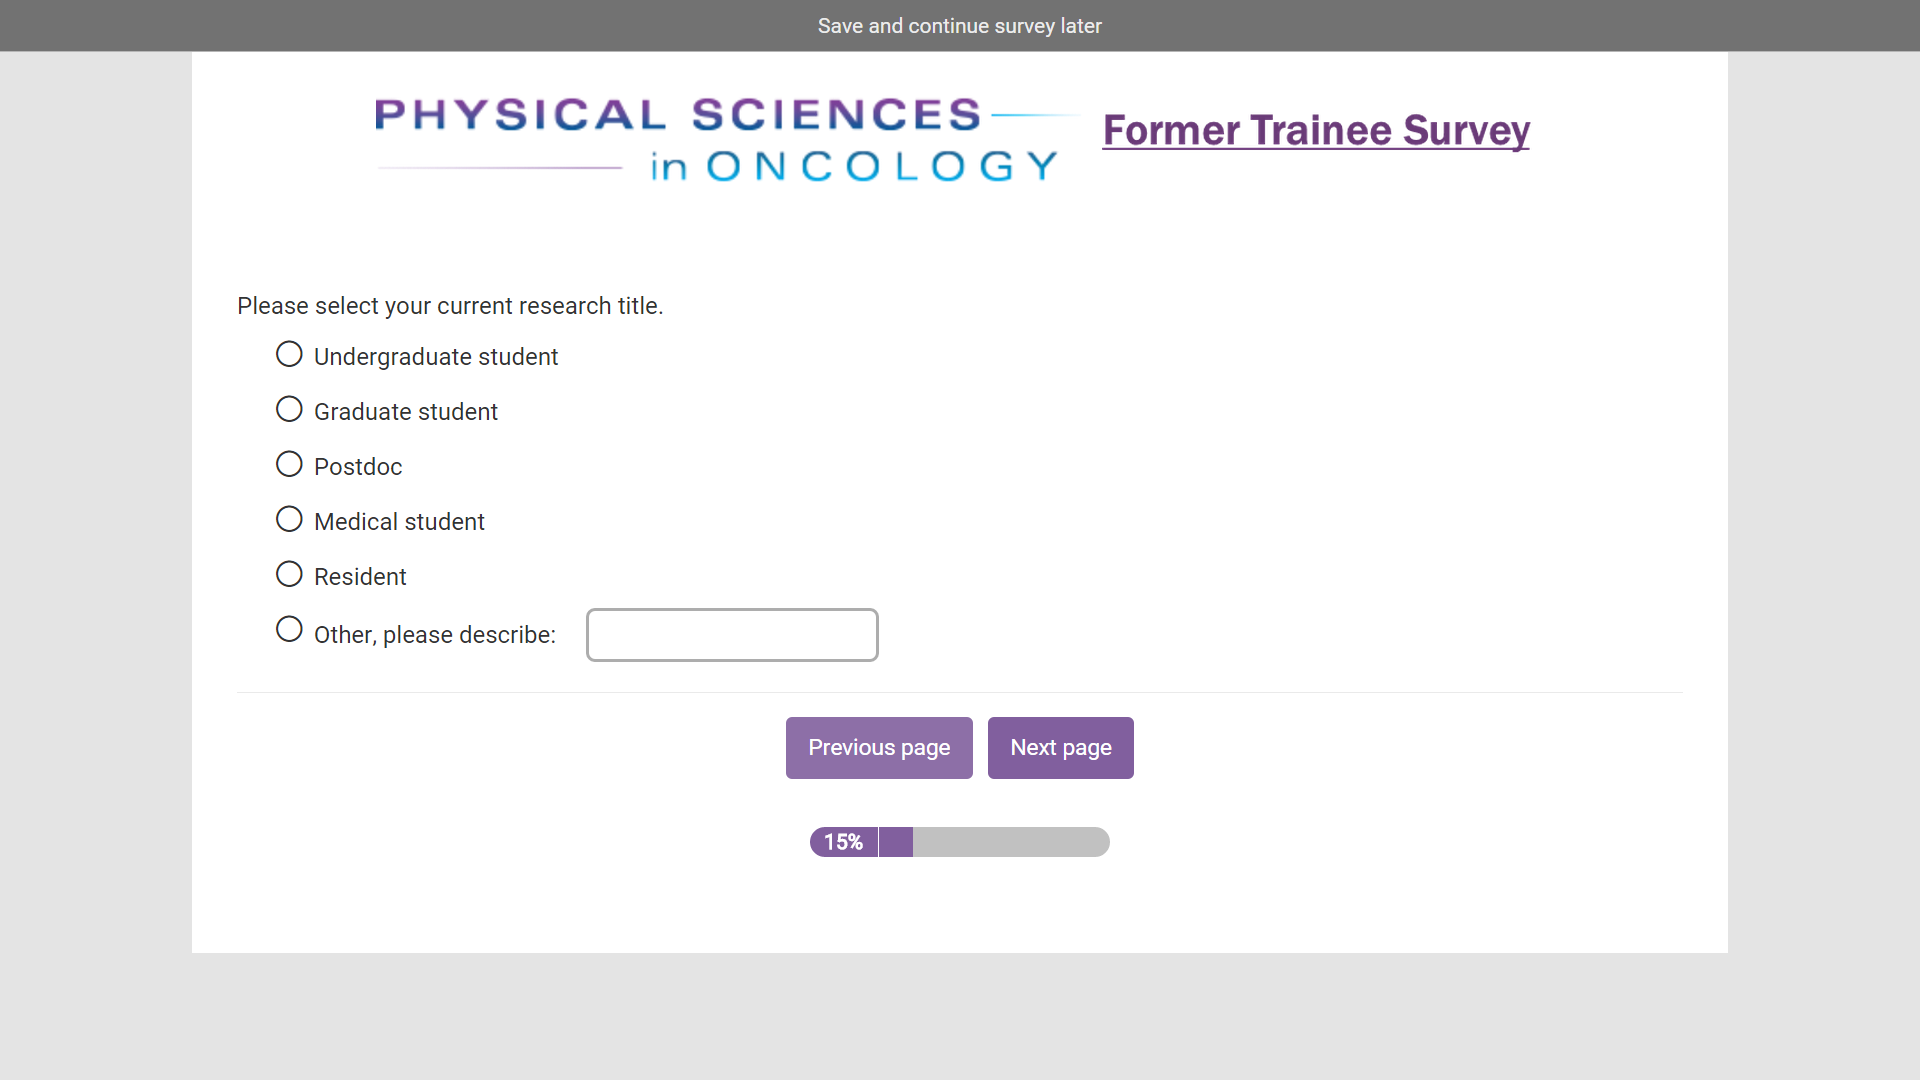 Save and continue survey later
PHYSICAL SCIENCES
in ONCOLOGY
Former Trainee Survey
Please select your current research title.
Undergraduate student
Graduate student
Postdoc
Medical student
Resident
Other, please describe:
Previous page
Next page
15%